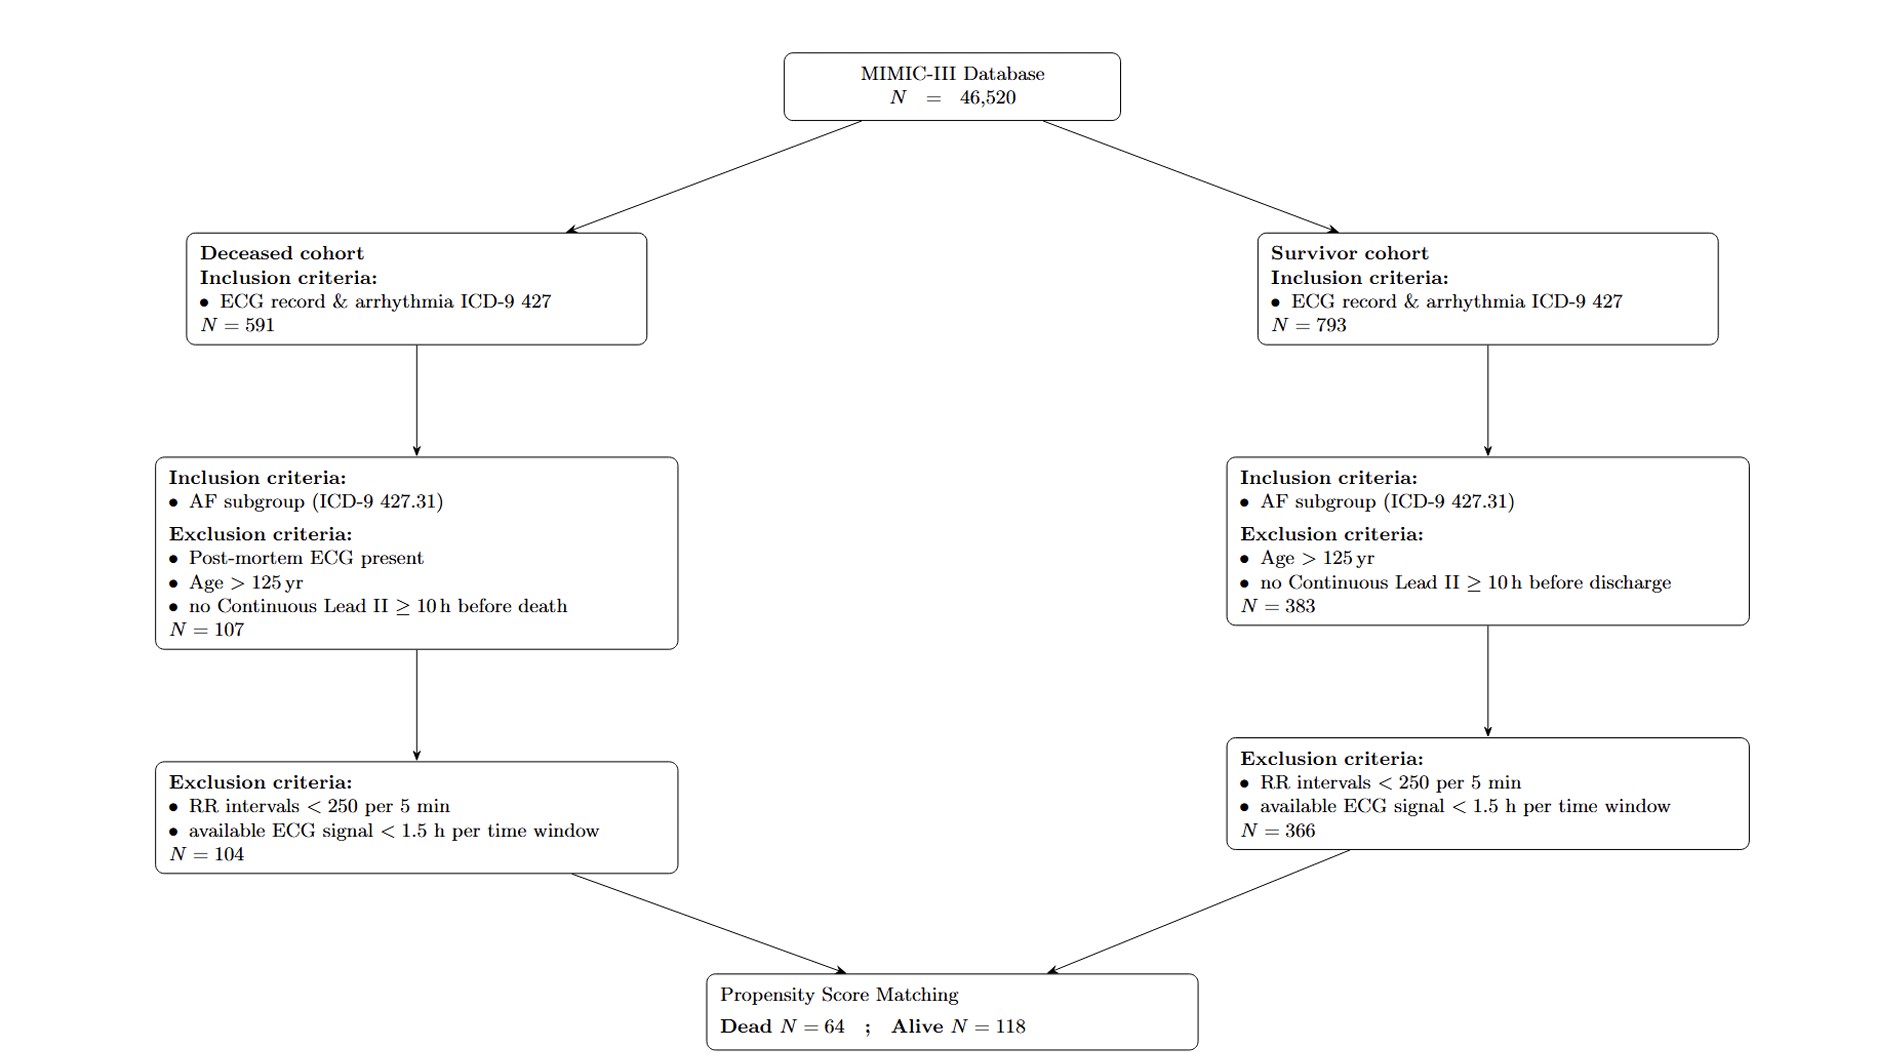 MIMIC-III Database
N = 46,520
Deceased cohort
Inclusion criteria:
• ECG record & arrhythmia ICD-9 427
N = 591
Survivor cohort
Inclusion criteria:
• ECG record & arrhythmia ICD-9 427
N = 793
Inclusion criteria:
• AF subgroup (ICD-9 427.31)
Exclusion criteria:
• Post-mortem ECG present
• Age > 125 yr
• no Continuous Lead II ≥ 10 h before death
N = 107
Inclusion criteria:
• AF subgroup (ICD-9 427.31)
Exclusion criteria:
• Age > 125 yr
• no Continuous Lead II ≥ 10 h before discharge
N = 383
Exclusion criteria:
• RR intervals < 250 per 5 min
• available ECG signal < 1.5 h per time window
N = 104
Exclusion criteria:
• RR intervals < 250 per 5 min
• available ECG signal < 1.5 h per time window
N = 366
Propensity Score Matching
Dead N = 64 ; Alive N = 118